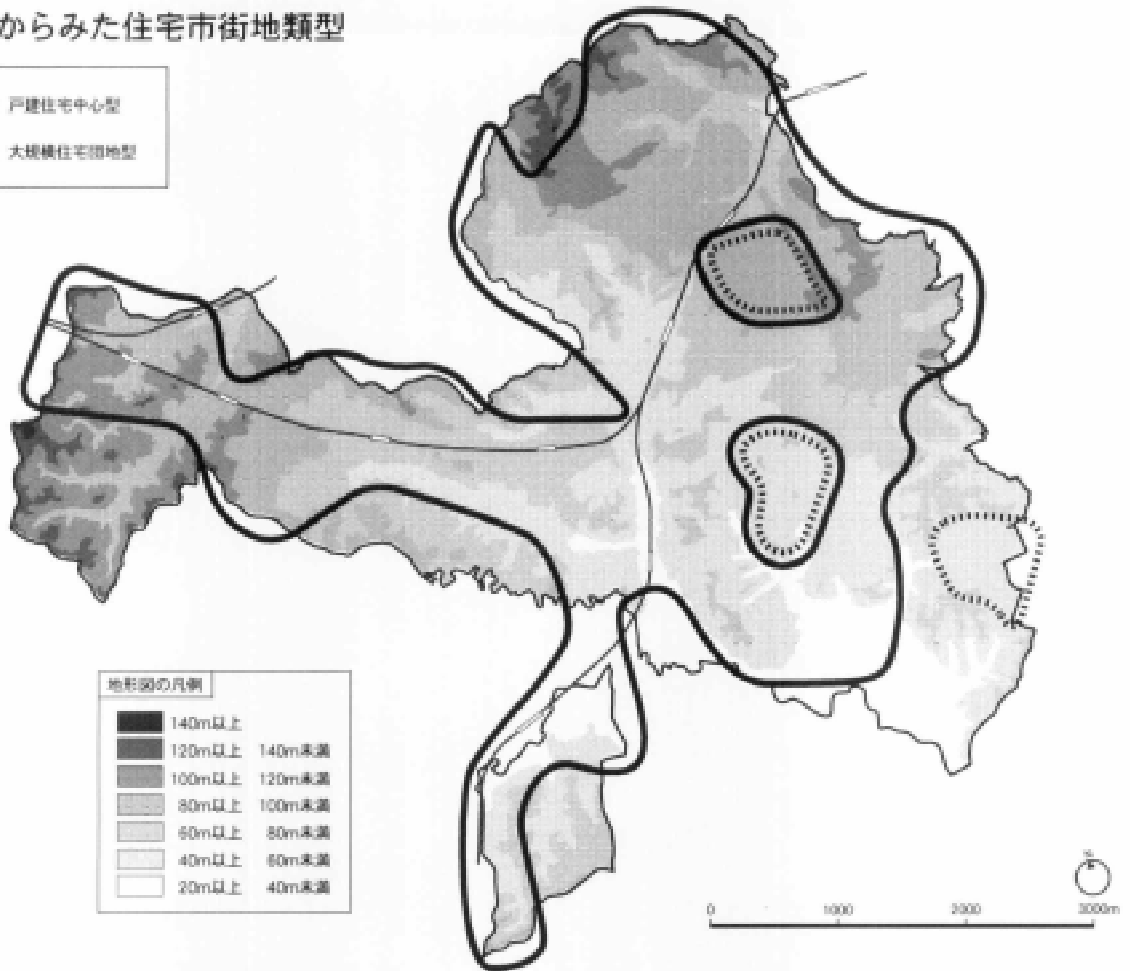 からみた住宅市街地類型
戸建住宅中心型
大規模住宅団地型
地形図の凡例
140m以上
120m以上 140m未満
100m以上 120m未満
80m以上 100m未満
60m以上 80m未満
40m以上 60m未満
20m以上 40m未満
0 1000 2000 3000m